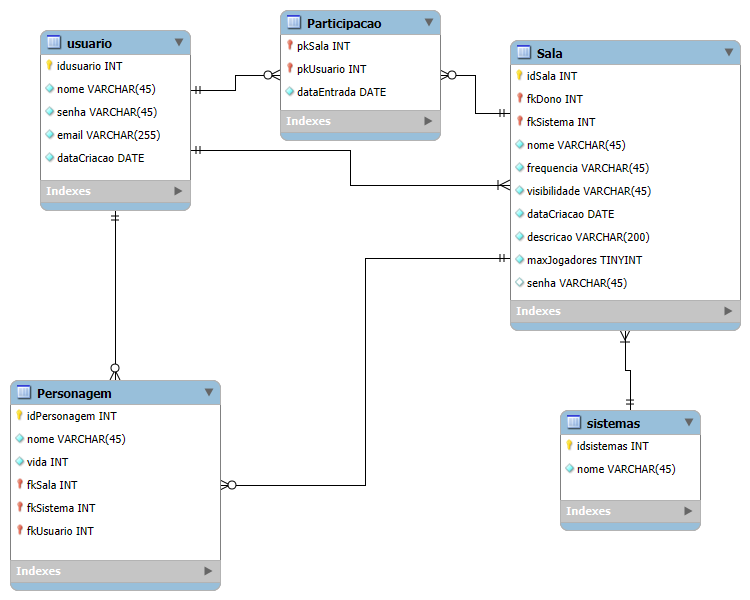 usuario
idusuario INT
nome VARCHAR(45)
senha VARCHAR(45)
email VARCHAR(255)
dataCriacao DATE
Indexes
Participacao
pkSala INT
pkUsuario INT
dataEntrada DATE
Indexes
Sala
idSala INT
fkDono INT
fkSistema INT
nome VARCHAR(45)
frequencia VARCHAR(45)
visibilidade VARCHAR(45)
dataCriacao DATE
descricao VARCHAR(200)
maxJogadores TINYINT
senha VARCHAR(45)
Indexes
Personagem
idPersonagem INT
nome VARCHAR(45)
vida INT
fkSala INT
fkSistema INT
fkUsuario INT
Indexes
sistemas
idsistemas INT
nome VARCHAR(45)
Indexes